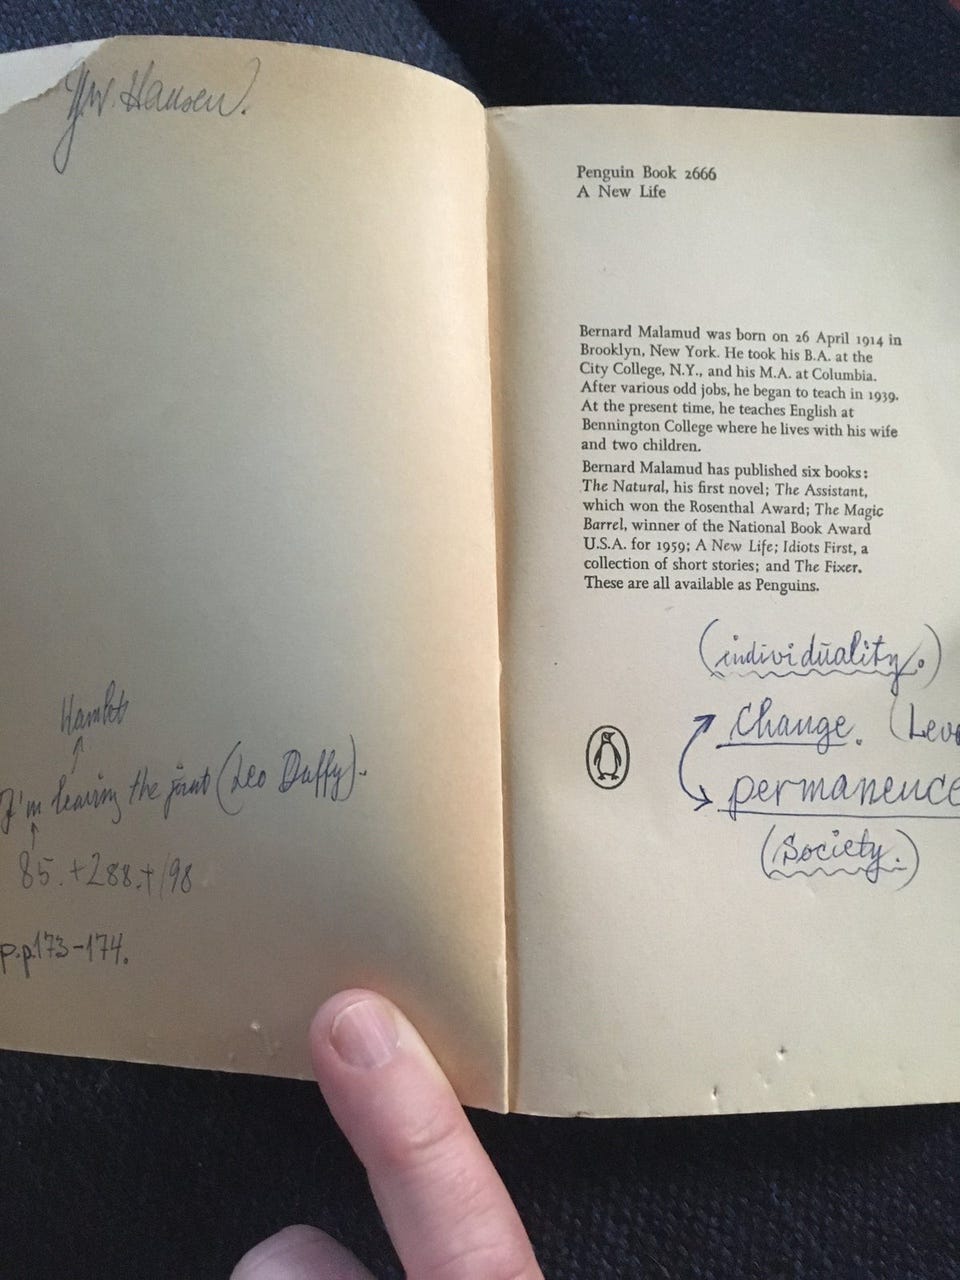 Hansen.
Hamlet
I'm leaving the joint (Leo Duffy).
85. + 288. + 198
p.p. 173-174.
Penguin Book 2666
A New Life
Bernard Malamud was born on 26 April 1914 in
Brooklyn, New York. He took his B.A. at the
City College, N.Y., and his M.A. at Columbia.
After various odd jobs, he began to teach in 1939.
At the present time, he teaches English at
Bennington College where he lives with his wife
and two children.
Bernard Malamud has published six books:
The Natural, his first novel; The Assistant,
which won the Rosenthal Award; The Magic
Barrel, winner of the National Book Award
U.S.A. for 1959; A New Life; Idiots First, a
collection of short stories; and The Fixer.
These are all available as Penguins.
(individuality.)
Change. (Lev
permanence
(Society.)